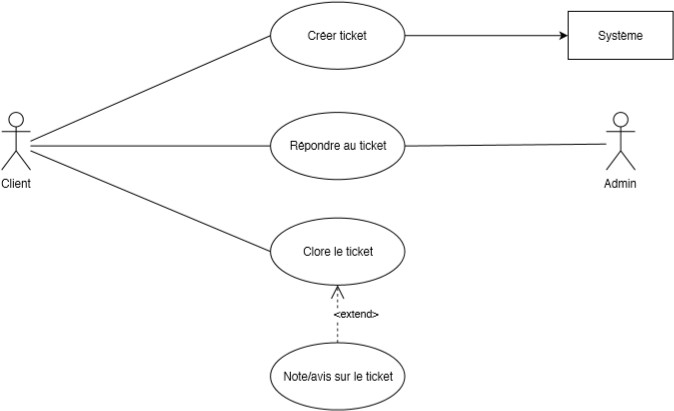 Créer ticket
Système
Répondre au ticket
Client
Admin
Clore le ticket
<extend>
Note/avis sur le ticket